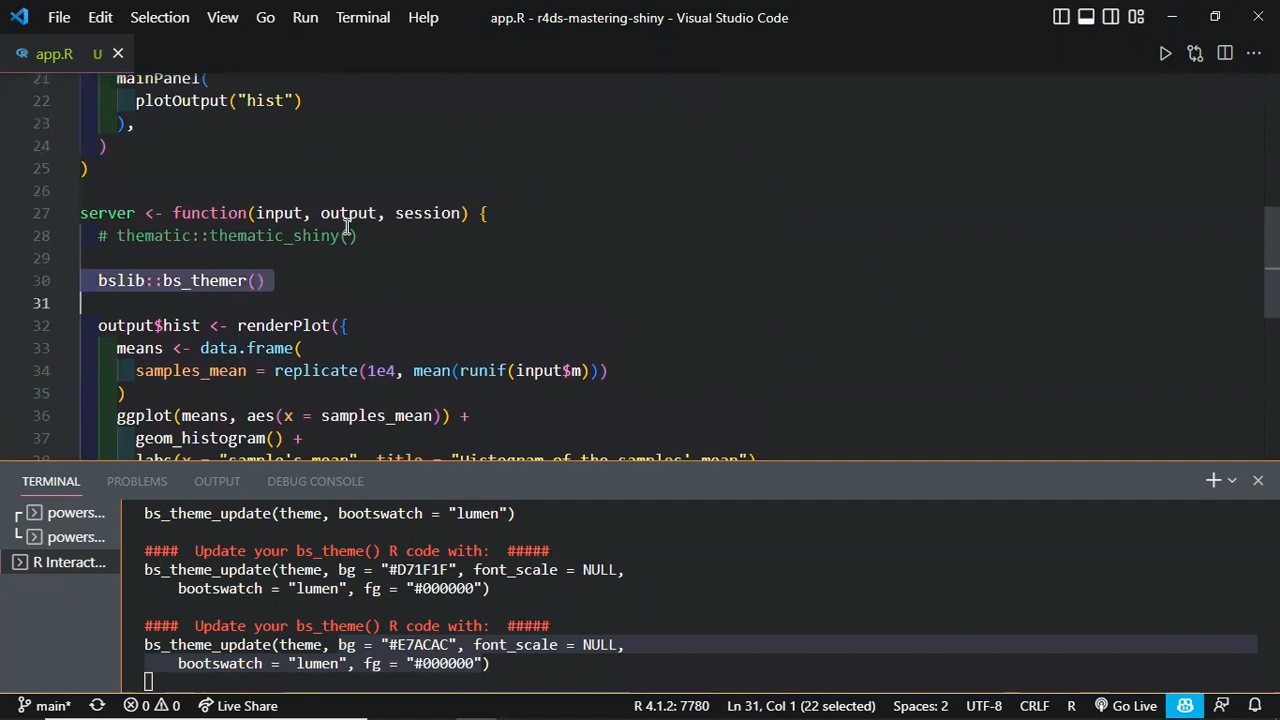 File Edit Selection View Go Run Terminal Help app.R - r4ds-mastering-shiny - Visual Studio Code
app.R U
21 mainPanel(
22 plotOutput("hist")
23 ),
24 )
25 )
26
27 server <- function(input, output, session) {
28 # thematic::thematic_shiny()
29
30 bslib::bs_themer()
31
32 output$hist <- renderPlot({
33 means <- data.frame(
34 samples_mean = replicate(1e4, mean(runif(input$m)))
35 )
36 ggplot(means, aes(x = samples_mean)) +
37 geom_histogram() +
38 labs(x = "sample's mean", title = "Histogram of the samples' mean")
TERMINAL PROBLEMS OUTPUT DEBUG CONSOLE
powers...
powers...
R Interact...
bs_theme_update(theme, bootswatch = "lumen")
#### Update your bs_theme() R code with: #####
bs_theme_update(theme, bg = "#D71F1F", font_scale = NULL,
bootswatch = "lumen", fg = "#000000")
#### Update your bs_theme() R code with: #####
bs_theme_update(theme, bg = "#E7ACAC", font_scale = NULL,
bootswatch = "lumen", fg = "#000000")
main* 0 0 Live Share R 4.1.2: 7780 Ln 31, Col 1 (22 selected) Spaces: 2 UTF-8 CRLF R Go Live